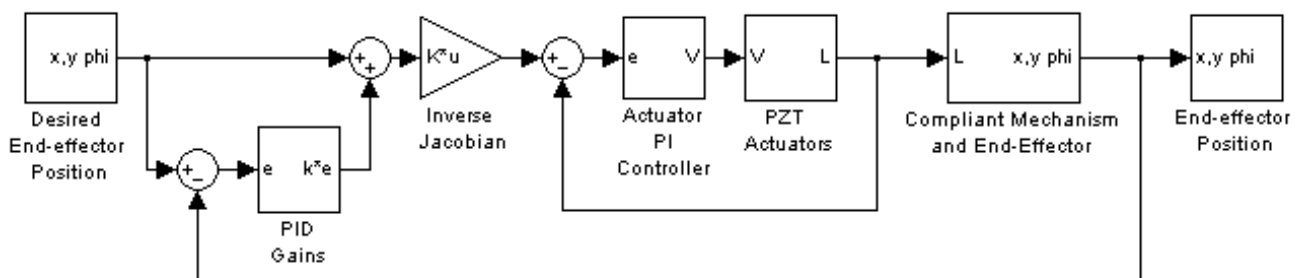 x,y phi
Desired
End-effector
Position
+
-
e
k*e
PID
Gains
+
+
K*u
Inverse
Jacobian
+
-
e
V
Actuator
PI
Controller
V
L
PZT
Actuators
L
x,y phi
Compliant Mechanism
and End-Effector
x,y phi
End-effector
Position